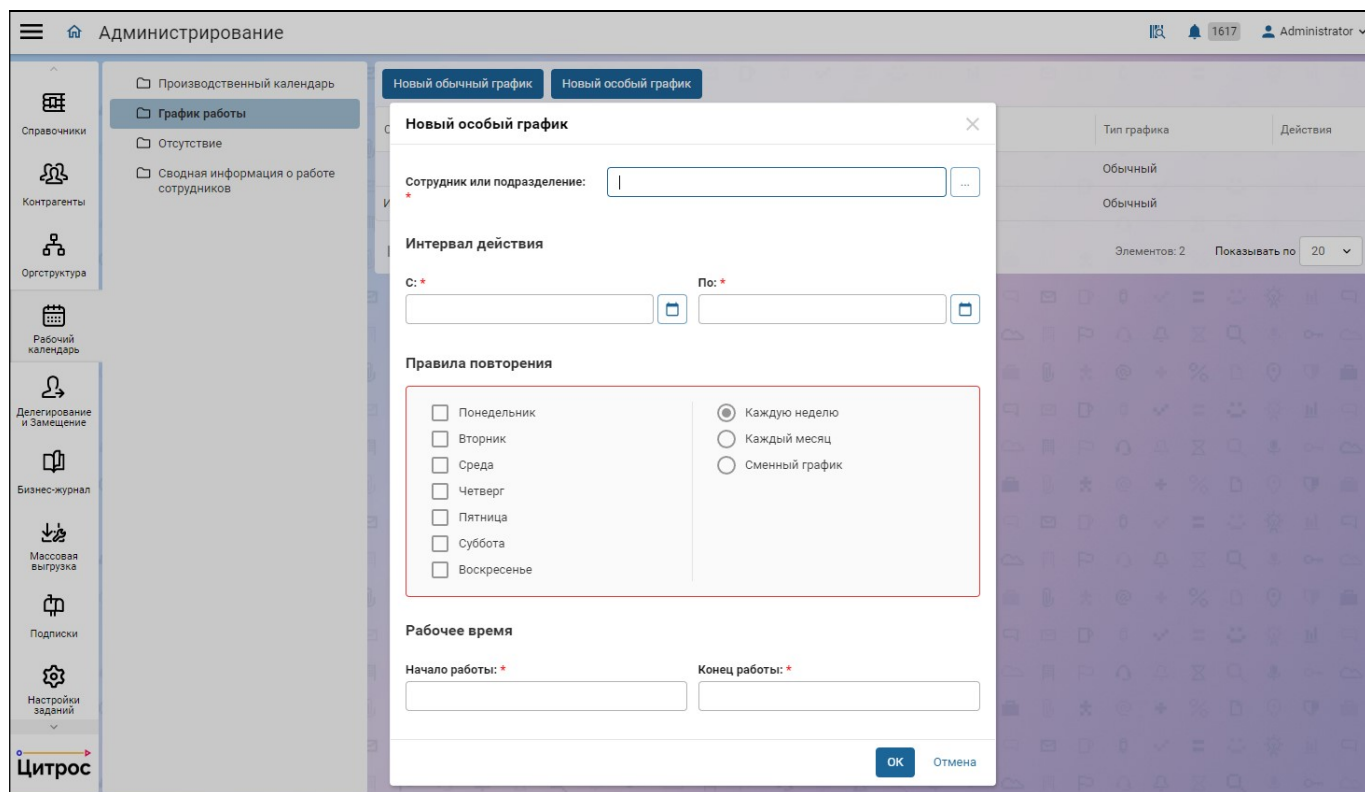 Администрирование
1617
Administrator
Справочники
Контрагенты
Оргструктура
Рабочий
календарь
Делегирование
и Замещение
Бизнес-журнал
Массовая
выгрузка
Подписки
Настройки
заданий
Цитрос
Производственный календарь
График работы
Отсутствие
Сводная информация о работе
сотрудников
Новый обычный график Новый особый график
Тип графика Действия
Обычный
Обычный
Элементов: 2 Показывать по 20
Новый особый график
Сотрудник или подразделение:
* ...
Интервал действия
С: * По: *
Правила повторения
Понедельник Каждую неделю
Вторник Каждый месяц
Среда Сменный график
Четверг
Пятница
Суббота
Воскресенье
Рабочее время
Начало работы: * Конец работы: *
ОК Отмена